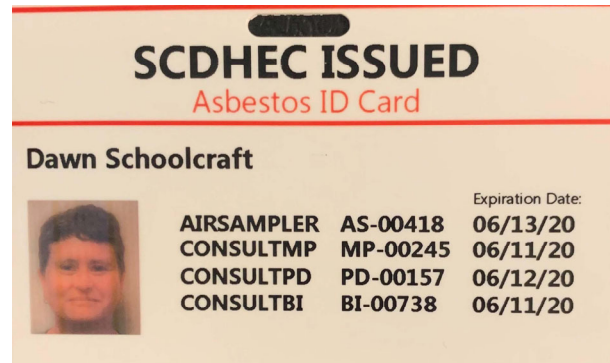 SCDHEC ISSUED
Asbestos ID Card
Dawn Schoolcraft
Expiration Date:
AIRSAMPLER AS-00418 06/13/20
CONSULTMP MP-00245 06/11/20
CONSULTPD PD-00157 06/12/20
CONSULTBI BI-00738 06/11/20